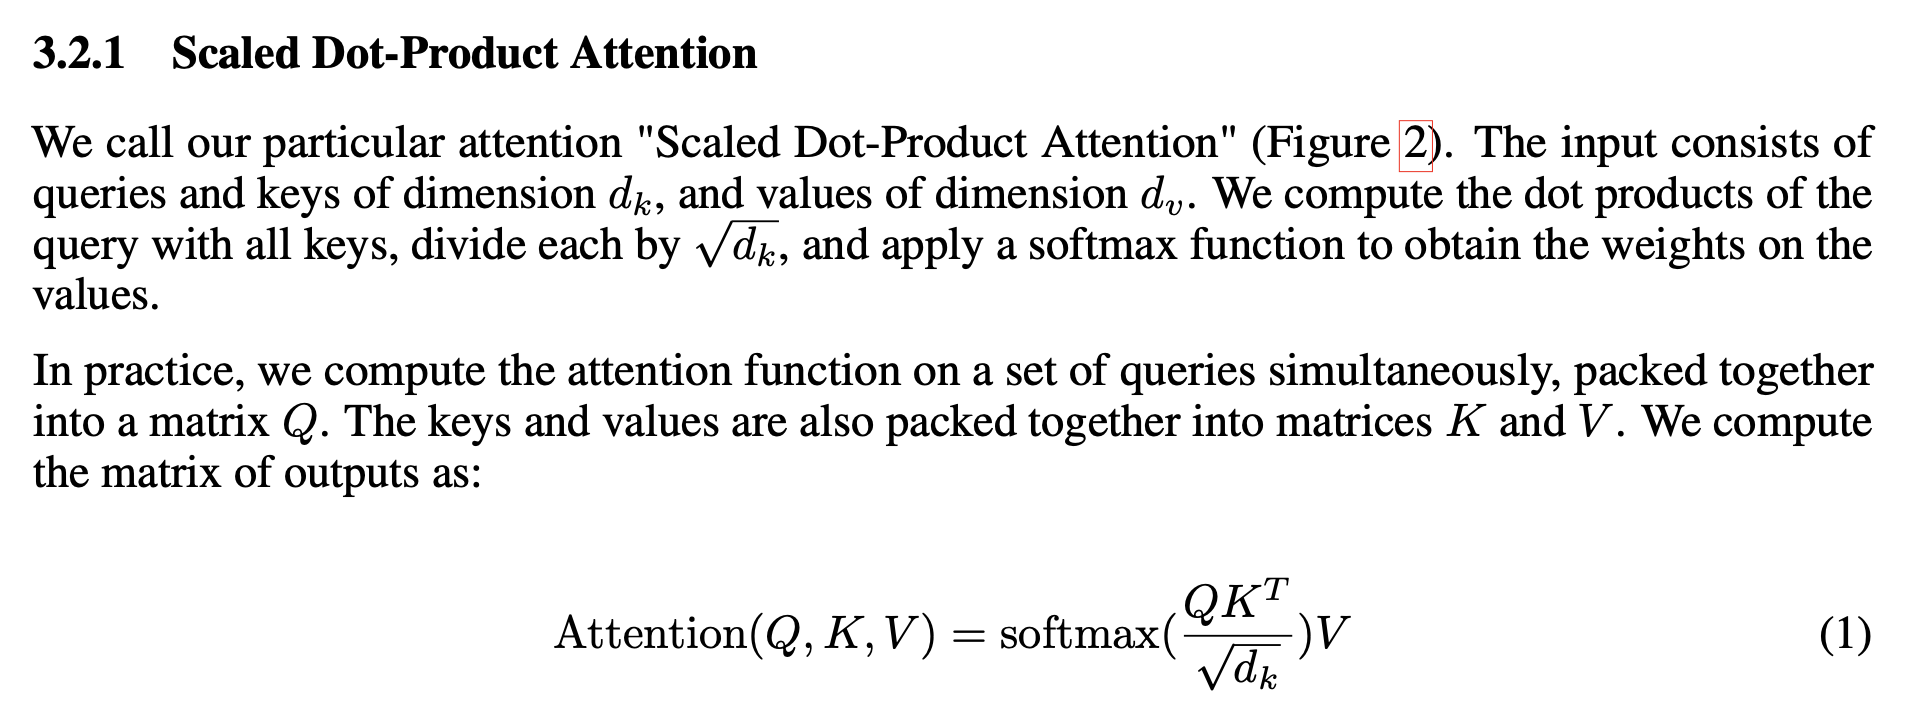 3.2.1 Scaled Dot-Product Attention
We call our particular attention "Scaled Dot-Product Attention" (Figure 2). The input consists of
queries and keys of dimension $d_k$, and values of dimension $d_v$. We compute the dot products of the
query with all keys, divide each by $\sqrt{d_k}$, and apply a softmax function to obtain the weights on the
values.
In practice, we compute the attention function on a set of queries simultaneously, packed together
into a matrix $Q$. The keys and values are also packed together into matrices $K$ and $V$. We compute
the matrix of outputs as:
$\mathrm{Attention}(Q, K, V) = \mathrm{softmax}(\frac{QK^T}{\sqrt{d_k}})V$ (1)